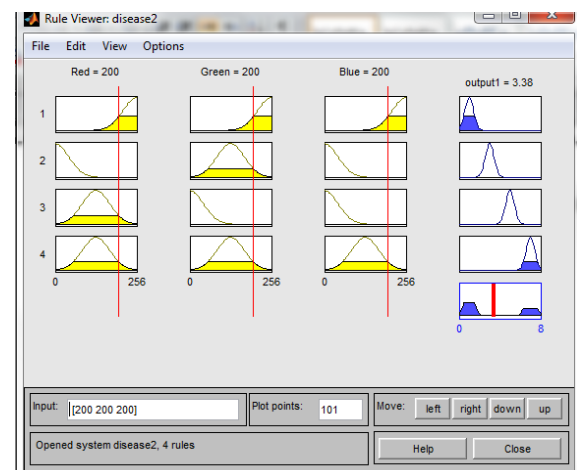 Rule Viewer: disease2
File Edit View Options
Red = 200 Green = 200 Blue = 200 output1 = 3.38
1
2
3
4
0 256 0 256 0 256
0 8
Input: [200 200 200] Plot points: 101 Move: left right down up
Opened system disease2, 4 rules Help Close